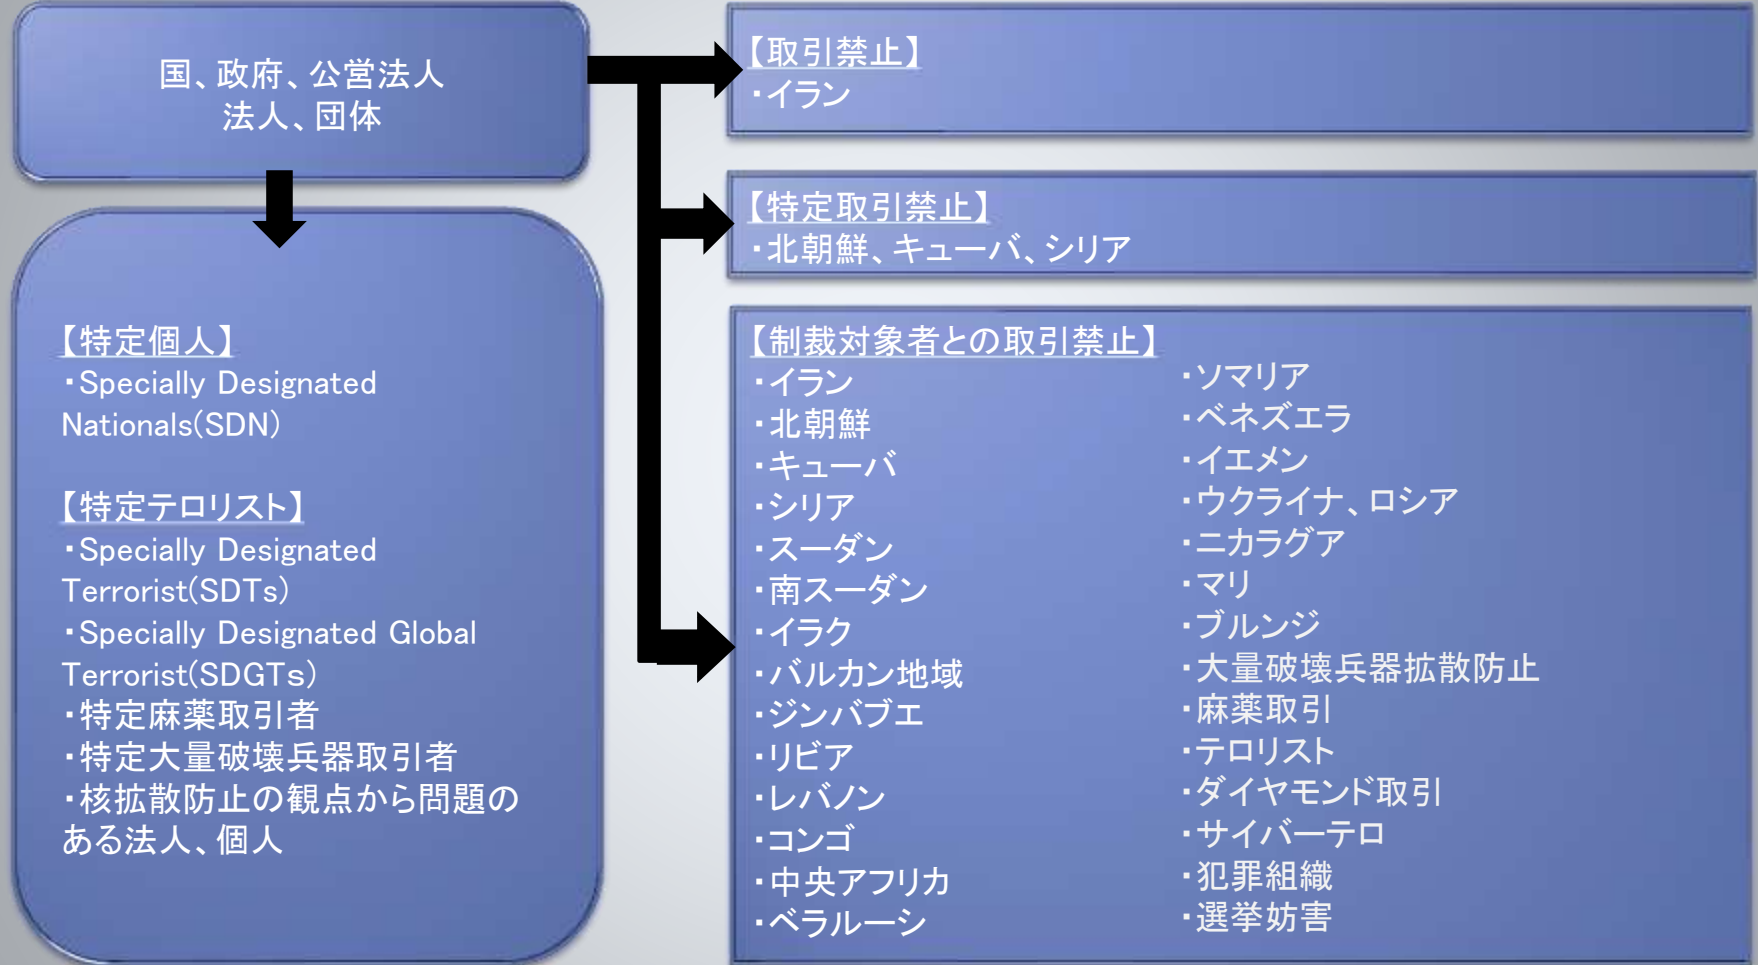 国、政府、公営法人
法人、団体
【特定個人】
・Specially Designated
Nationals(SDN)
【特定テロリスト】
・Specially Designated
Terrorist(SDTs)
・Specially Designated Global
Terrorist(SDGTs)
・特定麻薬取引者
・特定大量破壊兵器取引者
・核拡散防止の観点から問題の
ある法人、個人
【取引禁止】
・イラン
【特定取引禁止】
・北朝鮮、キューバ、シリア
【制裁対象者との取引禁止】
・イラン
・北朝鮮
・キューバ
・シリア
・スーダン
・南スーダン
・イラク
・バルカン地域
・ジンバブエ
・リビア
・レバノン
・コンゴ
・中央アフリカ
・ベラルーシ
・ソマリア
・ベネズエラ
・イエメン
・ウクライナ、ロシア
・ニカラグア
・マリ
・ブルンジ
・大量破壊兵器拡散防止
・麻薬取引
・テロリスト
・ダイヤモンド取引
・サイバーテロ
・犯罪組織
・選挙妨害